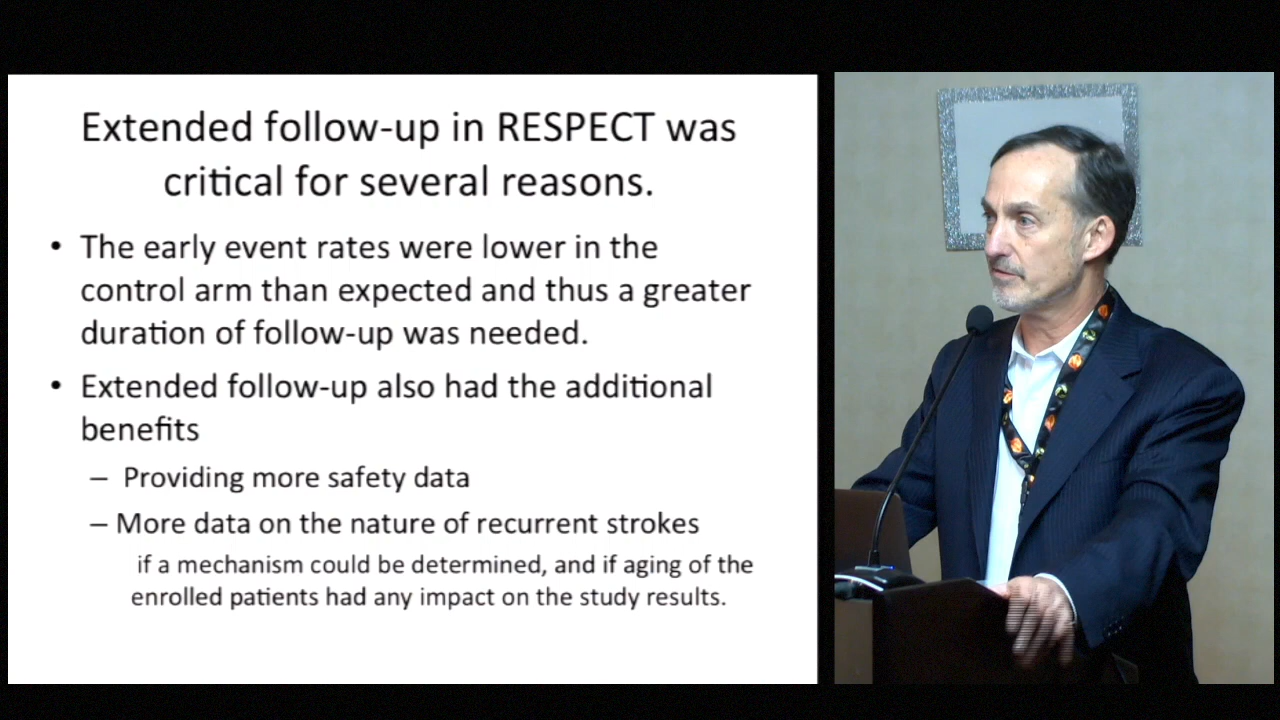 Extended follow-up in RESPECT was
critical for several reasons.
• The early event rates were lower in the
control arm than expected and thus a greater
duration of follow-up was needed.
• Extended follow-up also had the additional
benefits
– Providing more safety data
– More data on the nature of recurrent strokes
if a mechanism could be determined, and if aging of the
enrolled patients had any impact on the study results.